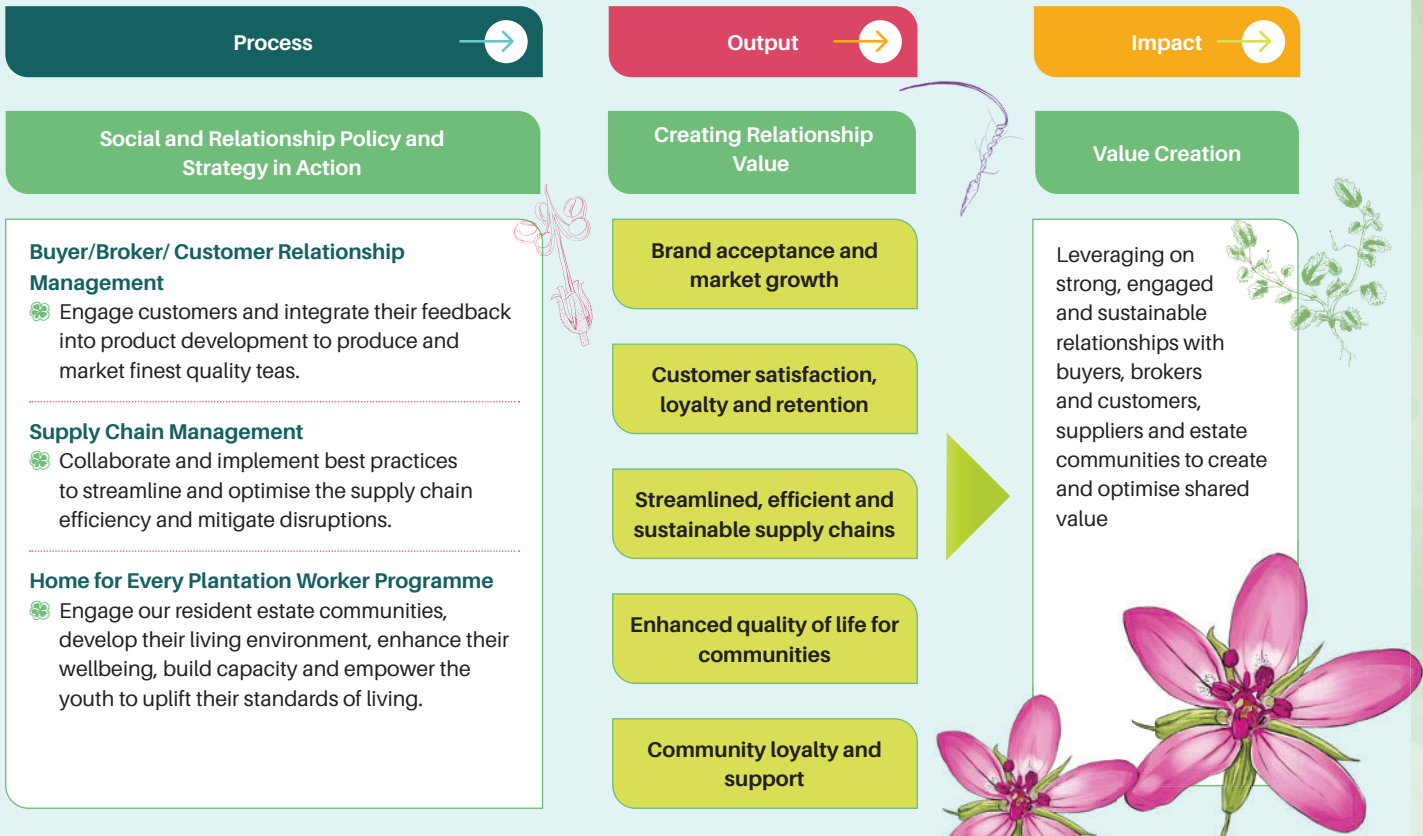 Process
Output
Impact
Social and Relationship Policy and
Strategy in Action
Creating Relationship
Value
Value Creation
Buyer/Broker/ Customer Relationship
Management
Engage customers and integrate their feedback
into product development to produce and
market finest quality teas.
Supply Chain Management
Collaborate and implement best practices
to streamline and optimise the supply chain
efficiency and mitigate disruptions.
Home for Every Plantation Worker Programme
Engage our resident estate communities,
develop their living environment, enhance their
wellbeing, build capacity and empower the
youth to uplift their standards of living.
Brand acceptance and
market growth
Customer satisfaction,
loyalty and retention
Streamlined, efficient and
sustainable supply chains
Enhanced quality of life for
communities
Community loyalty and
support
Leveraging on
strong, engaged
and sustainable
relationships with
buyers, brokers
and customers,
suppliers and estate
communities to create
and optimise shared
value